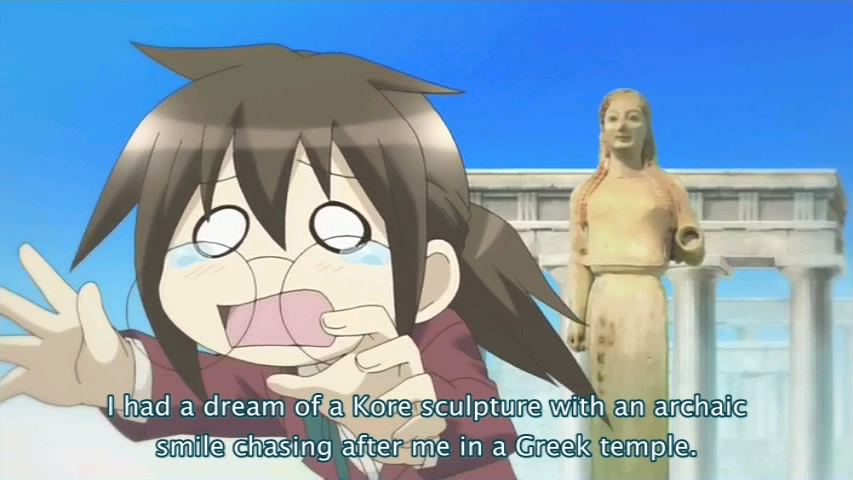 I had a dream of a Kore sculpture with an archaic
smile chasing after me in a Greek temple.